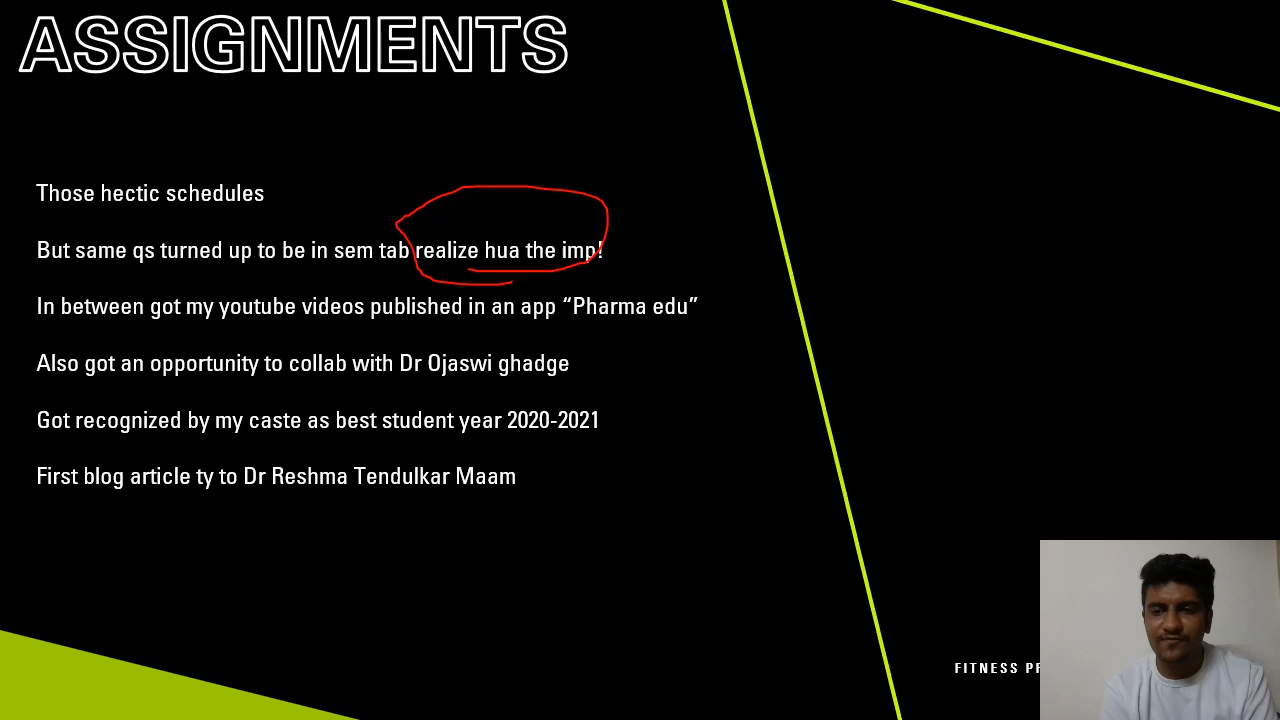 ASSIGNMENTS
Those hectic schedules
But same qs turned up to be in sem tab realize hua the imp!
In between got my youtube videos published in an app “Pharma edu”
Also got an opportunity to collab with Dr Ojaswi ghadge
Got recognized by my caste as best student year 2020-2021
First blog article ty to Dr Reshma Tendulkar Maam
FITNESS